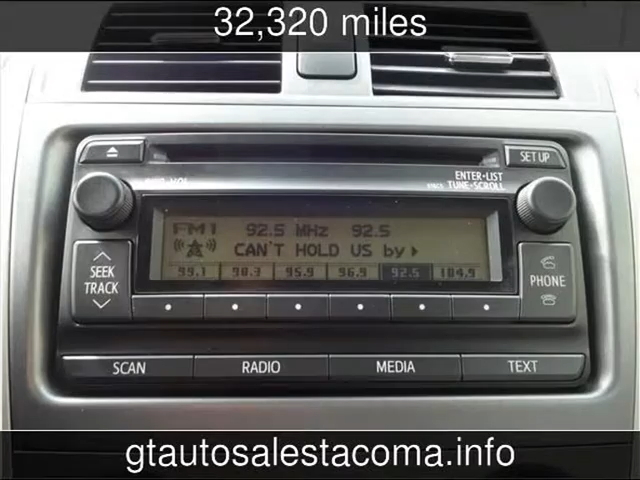 32,320 miles
SET UP
ENTER•LIST
TUNE•SCROLL
FM1 92.5 MHz 92.5
CAN'T HOLD US by
99.1 95.9 96.9 92.5 104.9
SEEK
TRACK
PHONE
SCAN RADIO MEDIA TEXT
gtautosalestacoma.info